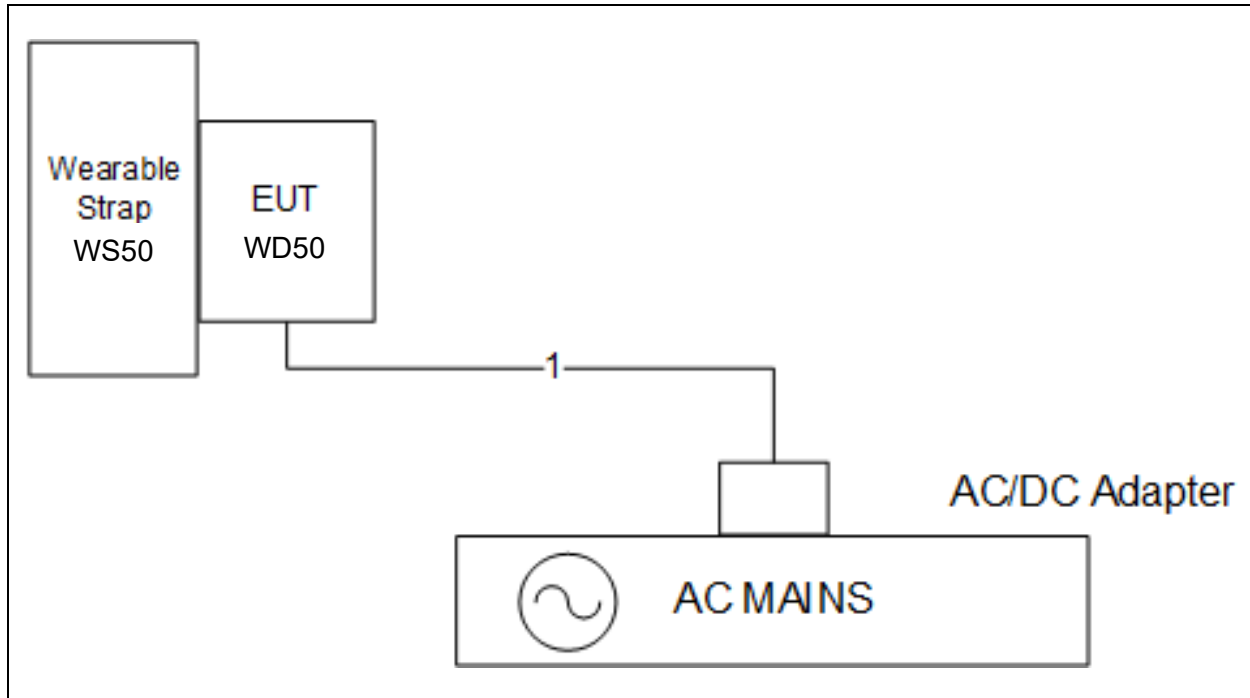 Wearable
Strap
WS50
EUT
WD50
1
AC/DC Adapter
AC MAINS